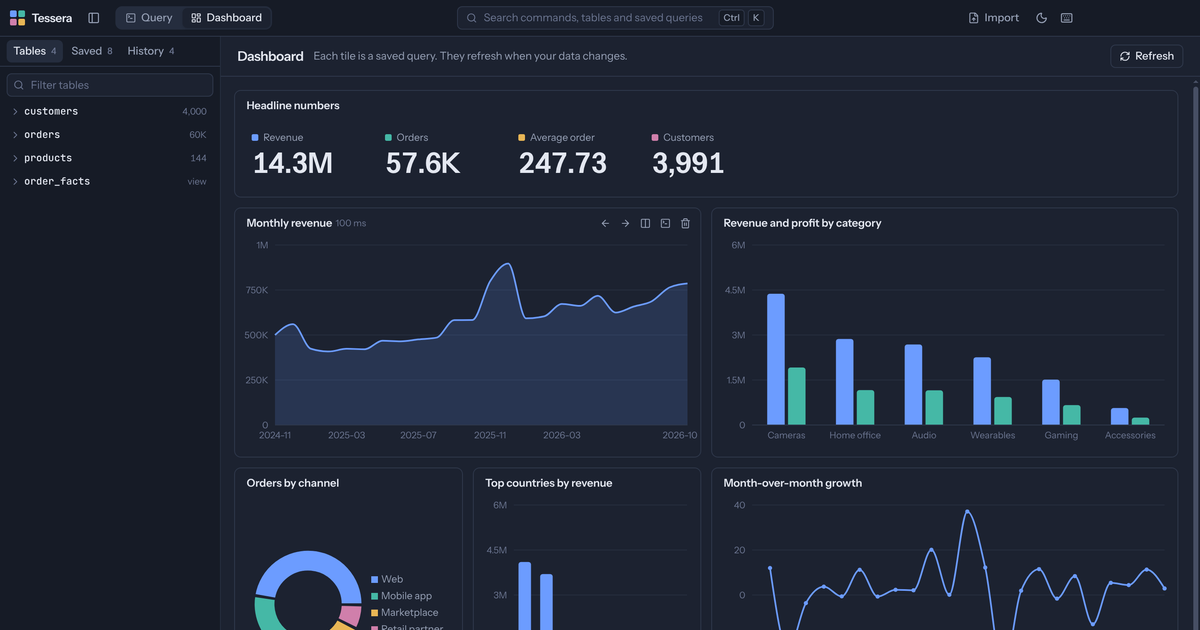 Tessera
Query
Dashboard
Search commands, tables and saved queries
Ctrl
K
Import
Tables 4
Saved 8
History 4
Filter tables
customers 4,000
orders 60K
products 144
order_facts view
Dashboard
Each tile is a saved query. They refresh when your data changes.
Refresh
Headline numbers
Revenue
14.3M
Orders
57.6K
Average order
247.73
Customers
3,991
Monthly revenue 100 ms
1M
750K
500K
250K
0
2024-11
2025-03
2025-07
2025-11
2026-03
2026-10
Revenue and profit by category
6M
4.5M
3M
1.5M
0
Cameras
Home office
Audio
Wearables
Gaming
Accessories
Orders by channel
Web
Mobile app
Marketplace
Retail partner
Top countries by revenue
6M
4.5M
3M
Month-over-month growth
40
20
0